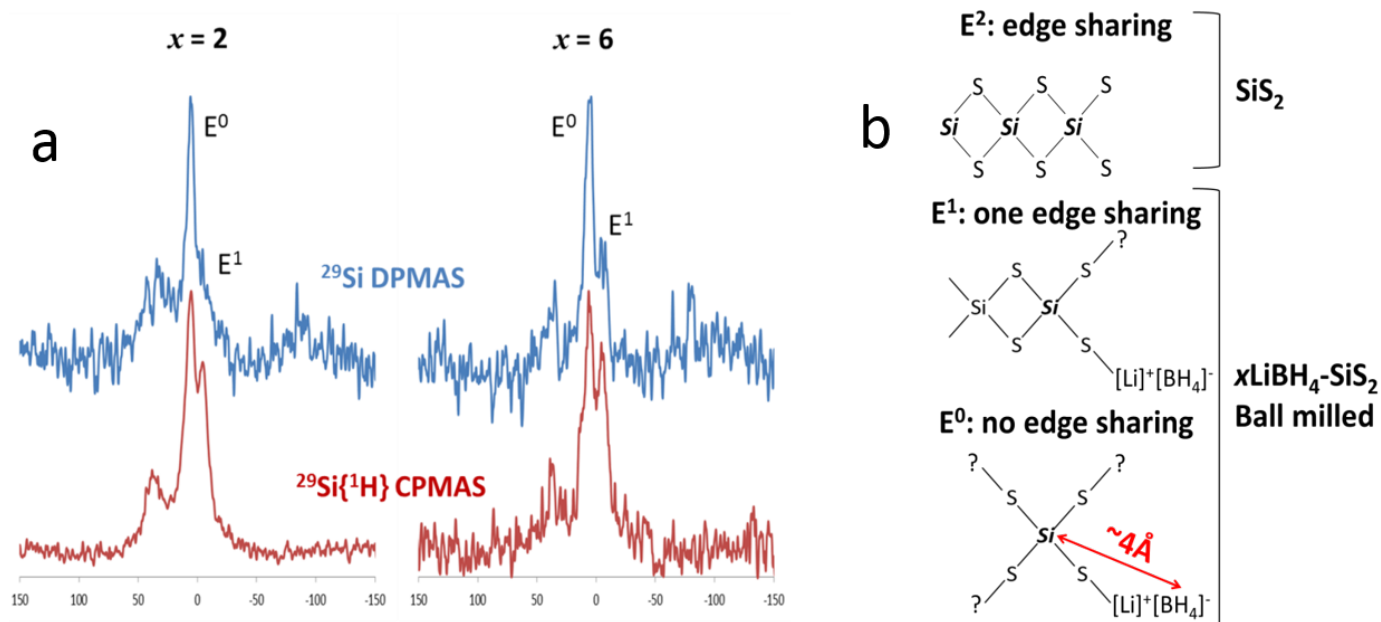 x = 2
x = 6
a
E⁰
E¹
E⁰
E¹
²⁹Si DPMAS
²⁹Si{¹H} CPMAS
150 100 50 0 -50 -100 -150
150 100 50 0 -50 -100 -150
b
E²: edge sharing
S S S
Si Si Si
S S S
SiS₂
E¹: one edge sharing
?
S S
Si Si
S S
[Li]⁺[BH₄]⁻
xLiBH₄-SiS₂
Ball milled
E⁰: no edge sharing
? ?
S S
Si
~4Å
S S
? [Li]⁺[BH₄]⁻